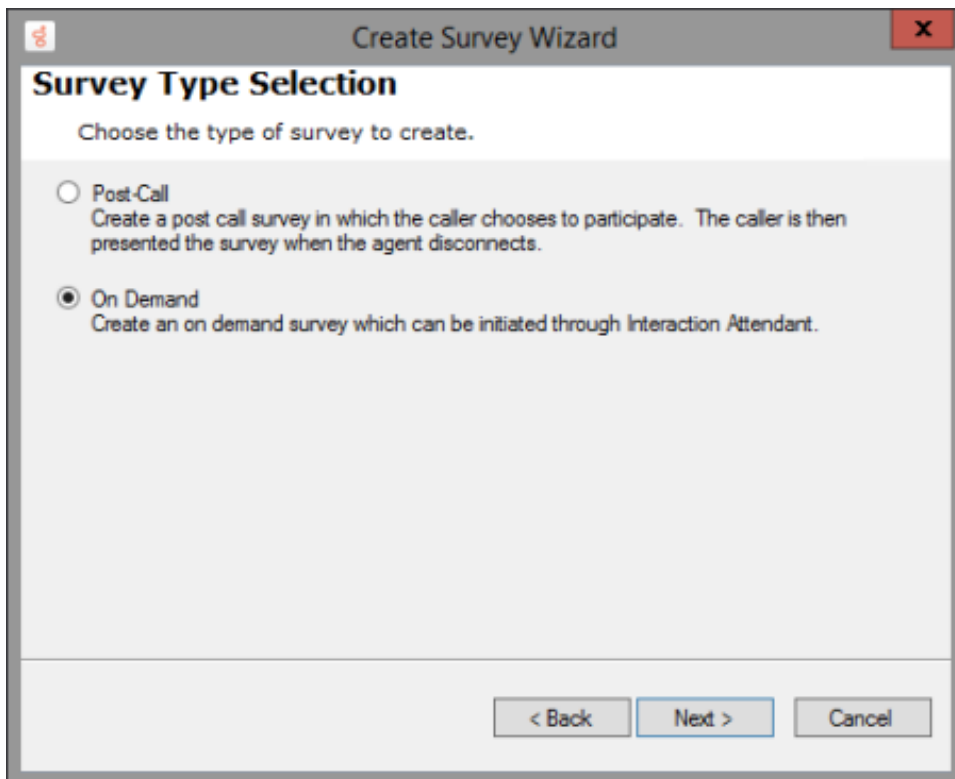 Create Survey Wizard
x
Survey Type Selection
Choose the type of survey to create.
Post-Call
Create a post call survey in which the caller chooses to participate.  The caller is then
presented the survey when the agent disconnects.
On Demand
Create an on demand survey which can be initiated through Interaction Attendant.
< Back
Next >
Cancel